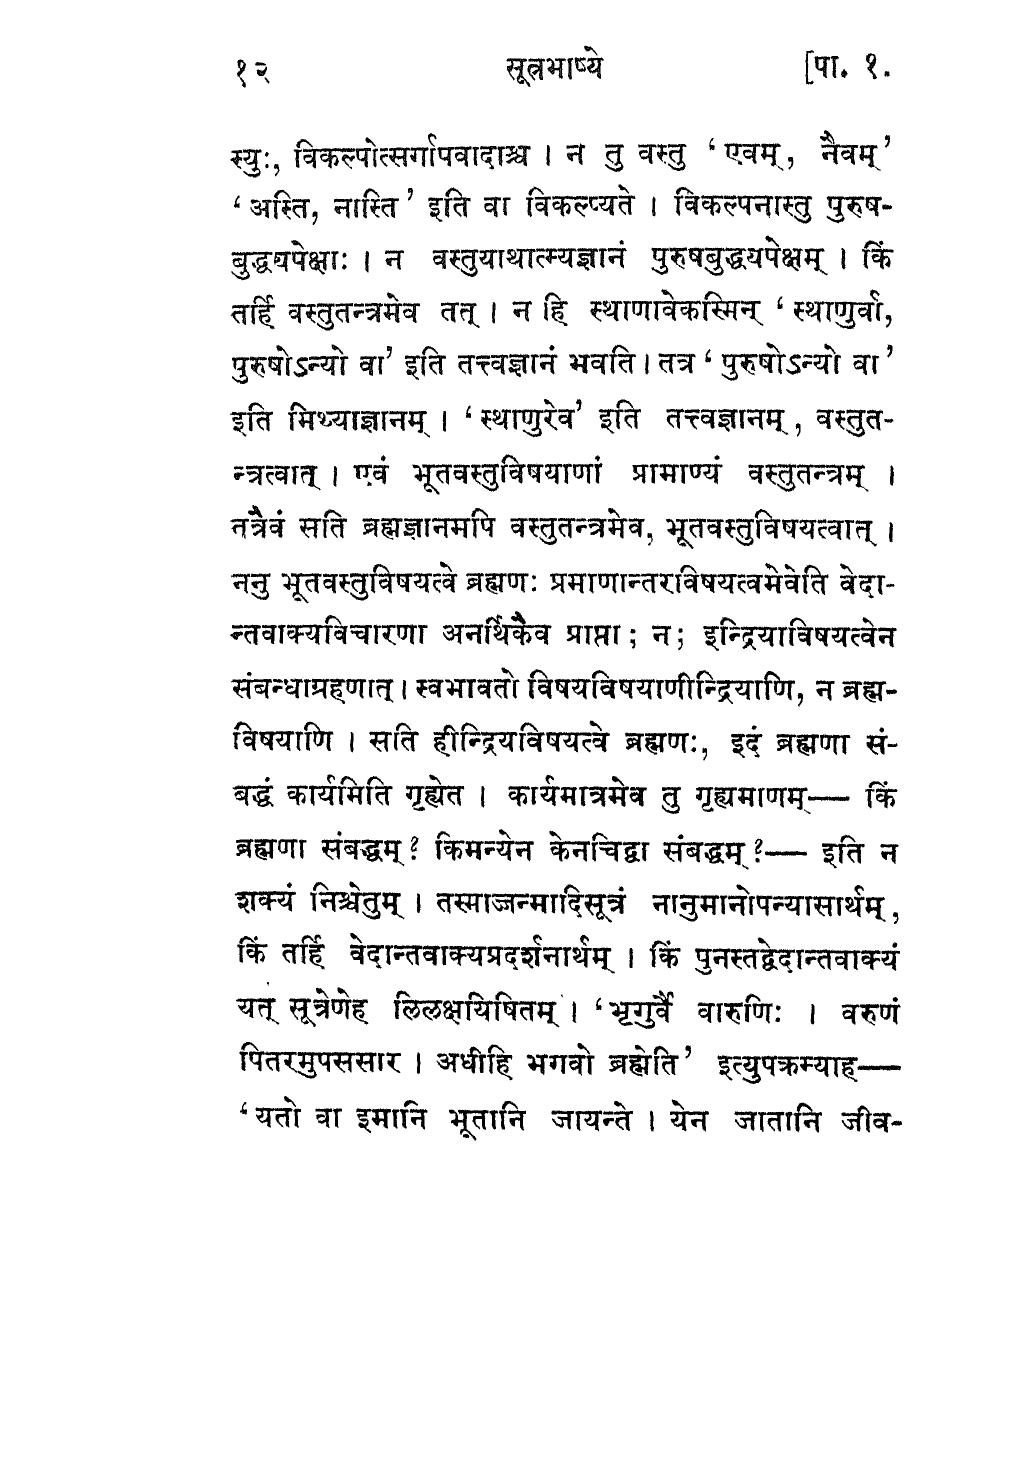 १२ सूत्रभाष्ये [पा. १.
स्युः, विकल्पोत्सर्गापवादाश्च । न तु वस्तु ‘ एवम् , नैवम् ’
‘ अस्ति, नास्ति ’ इति वा विकल्प्यते । विकल्पनास्तु पुरुष-
बुद्ध्यपेक्षाः । न वस्तुयाथात्म्यज्ञानं पुरुषबुद्ध्यपेक्षम् । किं
तर्हि वस्तुतन्त्रमेव तत् । न हि स्थाणावेकस्मिन् ‘ स्थाणुर्वा,
पुरुषोऽन्यो वा ’ इति तत्त्वज्ञानं भवति । तत्र ‘ पुरुषोऽन्यो वा ’
इति मिथ्याज्ञानम् । ‘ स्थाणुरेव ’ इति तत्त्वज्ञानम् , वस्तुत-
न्त्रत्वात् । एवं भूतवस्तुविषयाणां प्रामाण्यं वस्तुतन्त्रम् ।
तत्रैवं सति ब्रह्मज्ञानमपि वस्तुतन्त्रमेव, भूतवस्तुविषयत्वात् ।
ननु भूतवस्तुविषयत्वे ब्रह्मणः प्रमाणान्तरविषयत्वमेवेति वेदा-
न्तवाक्यविचारणा अनर्थिकैव प्राप्ता ; न ; इन्द्रियाविषयत्वेन
संबन्धाग्रहणात् । स्वभावतो विषयविषयाणीन्द्रियाणि, न ब्रह्म-
विषयाणि । सति हीन्द्रियविषयत्वे ब्रह्मणः, इदं ब्रह्मणा सं-
बद्धं कार्यमिति गृह्येत । कार्यमात्रमेव तु गृह्यमाणम्— किं
ब्रह्मणा संबद्धम् ? किमन्येन केनचिद्वा संबद्धम् ?— इति न
शक्यं निश्चेतुम् । तस्माज्जन्मादिसूत्रं नानुमानोपन्यासार्थम् ,
किं तर्हि वेदान्तवाक्यप्रदर्शनार्थम् । किं पुनस्तद्वेदान्तवाक्यं
यत् सूत्रेणेह लिलक्षयिषितम् । ‘ भृगुर्वै वारुणिः । वरुणं
पितरमुपससार । अधीहि भगवो ब्रह्मेति ’ इत्युपक्रम्याह—
‘ यतो वा इमानि भूतानि जायन्ते । येन जातानि जीव-